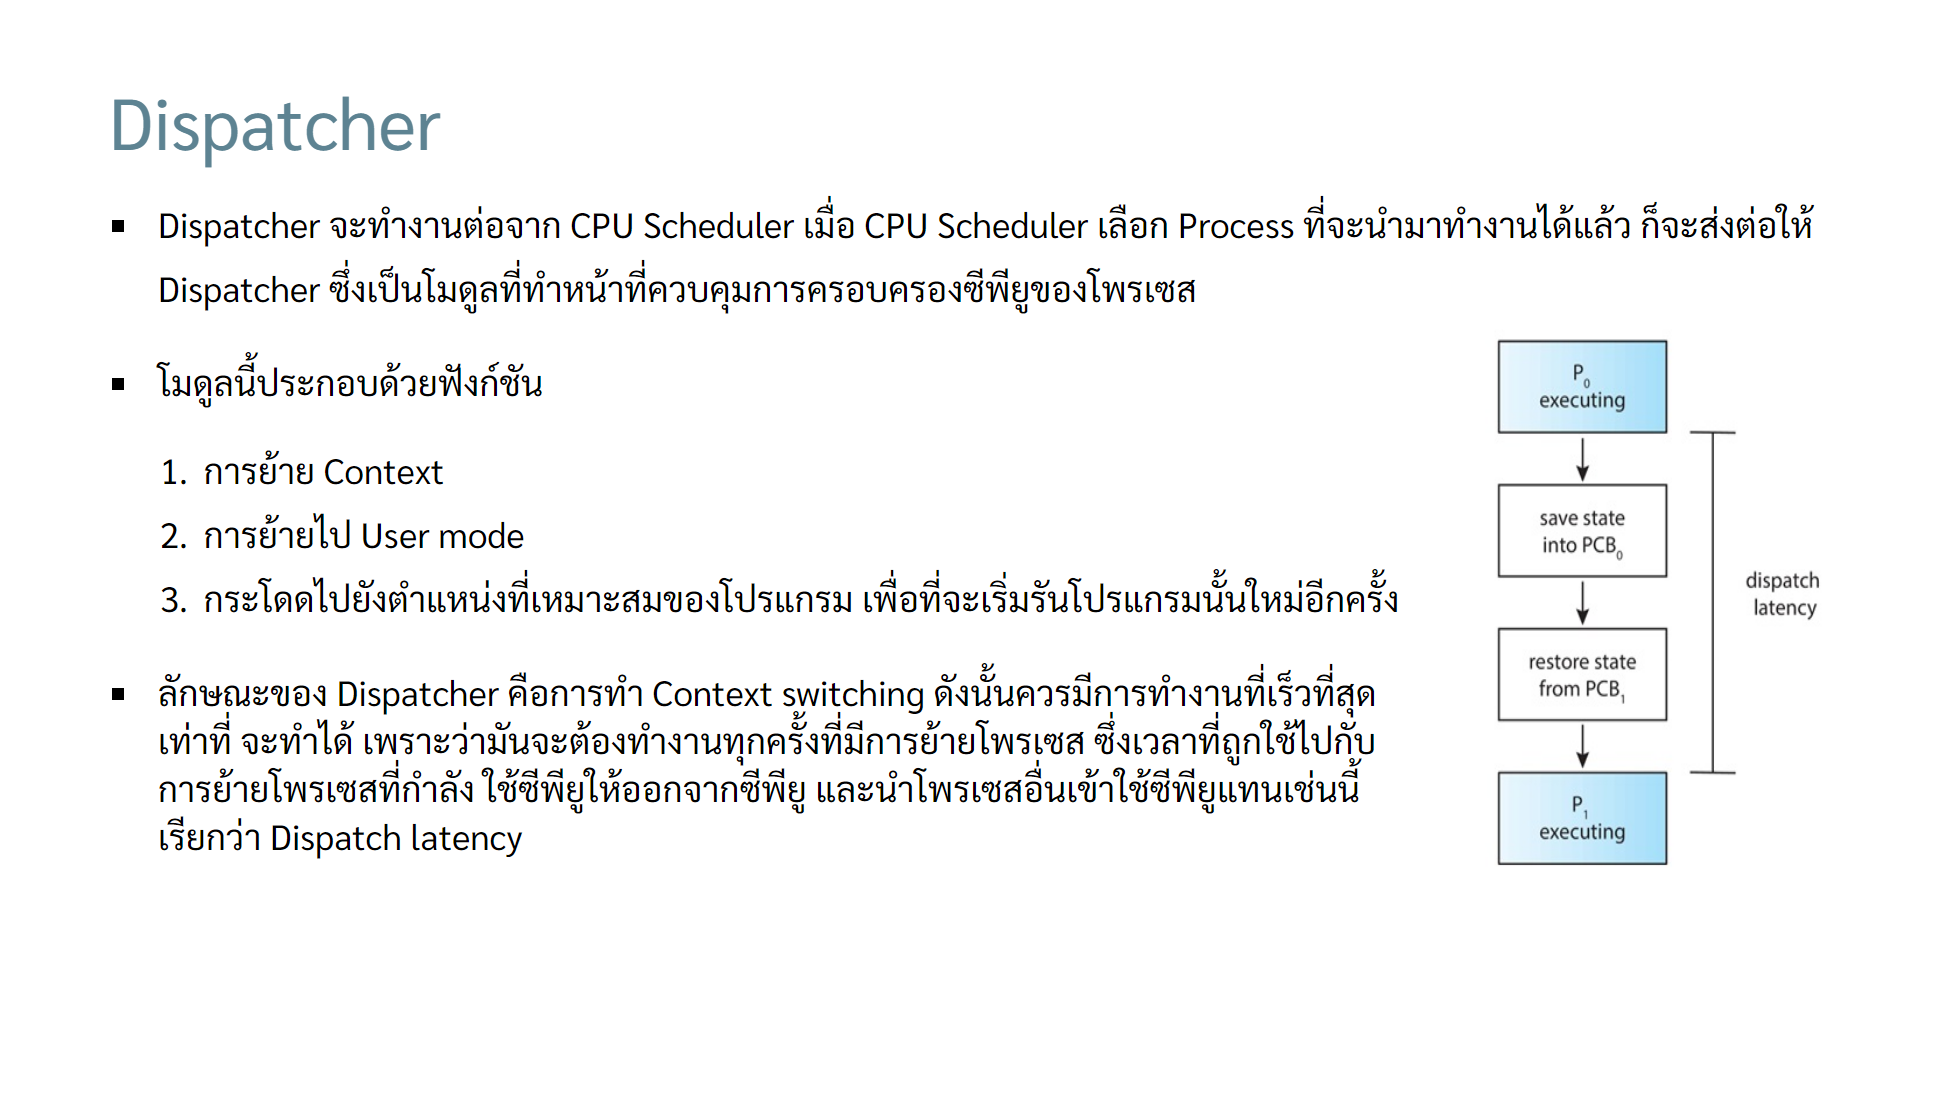 Dispatcher
▪ Dispatcher จะทำงานต่อจาก CPU Scheduler เมื่อ CPU Scheduler เลือก Process ที่จะนำมาทำงานได้แล้ว ก็จะส่งต่อให้
Dispatcher ซึ่งเป็นโมดูลที่ทำหน้าที่ควบคุมการครอบครองซีพียูของโพรเซส
▪ โมดูลนี้ประกอบด้วยฟังก์ชัน
1. การย้าย Context
2. การย้ายไป User mode
3. กระโดดไปยังตำแหน่งที่เหมาะสมของโปรแกรม เพื่อที่จะเริ่มรันโปรแกรมนั้นใหม่อีกครั้ง
▪ ลักษณะของ Dispatcher คือการทำ Context switching ดังนั้นควรมีการทำงานที่เร็วที่สุด
เท่าที่ จะทำได้ เพราะว่ามันจะต้องทำงานทุกครั้งที่มีการย้ายโพรเซส ซึ่งเวลาที่ถูกใช้ไปกับ
การย้ายโพรเซสที่กำลัง ใช้ซีพียูให้ออกจากซีพียู และนำโพรเซสอื่นเข้าใช้ซีพียูแทนเช่นนี้
เรียกว่า Dispatch latency
P0
executing
save state
into PCB0
restore state
from PCB1
P1
executing
dispatch
latency